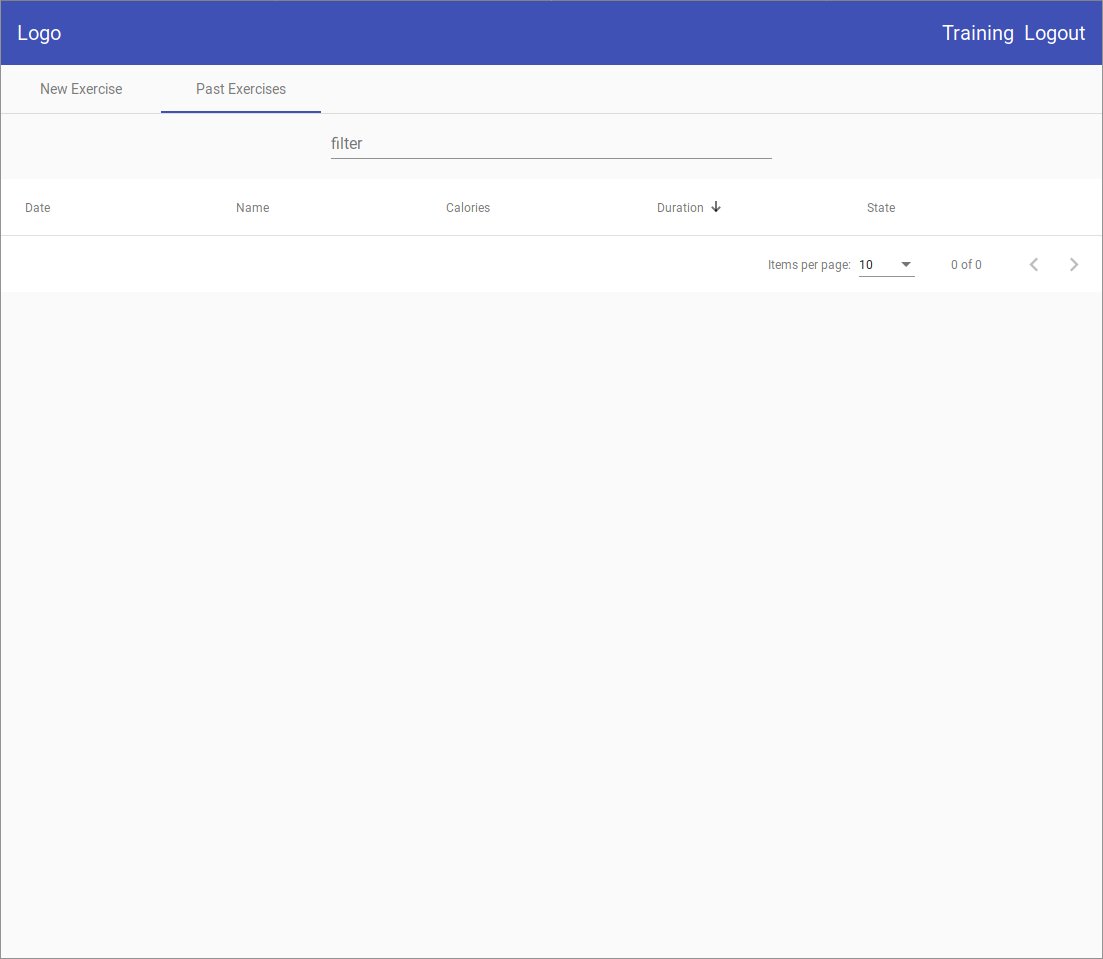 Logo Training Logout
New Exercise Past Exercises
filter
Date Name Calories Duration State
Items per page: 10 0 of 0